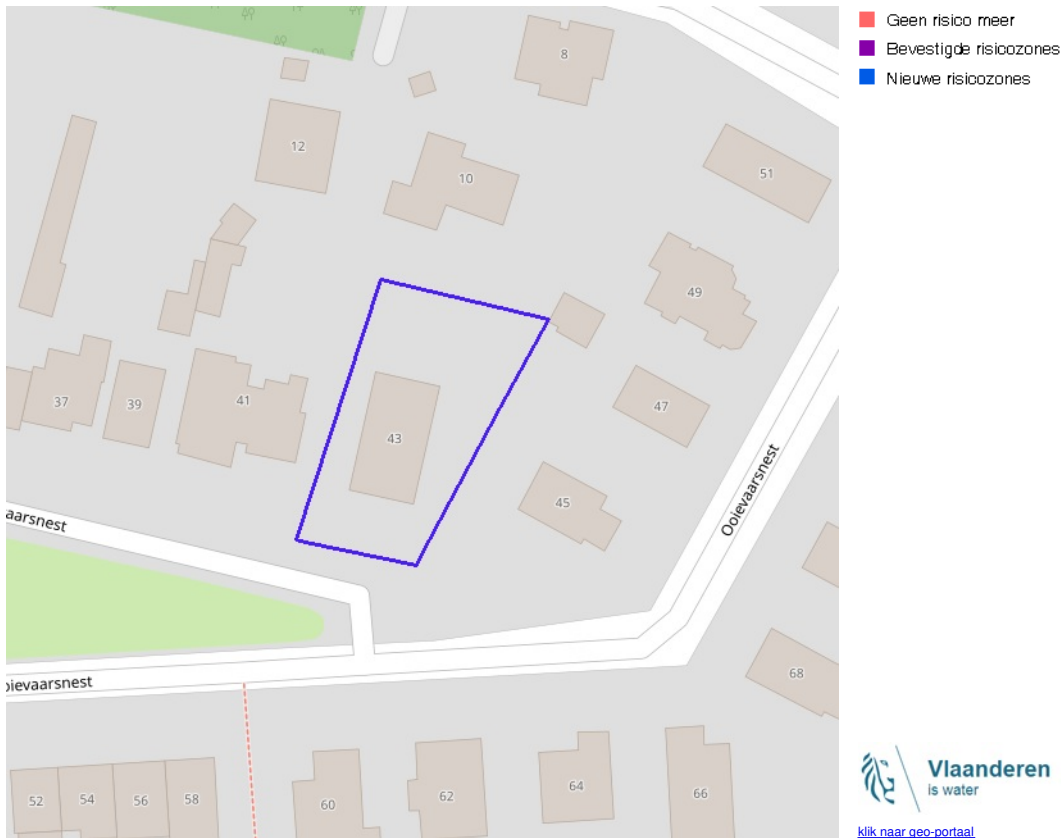 Geen risico meer
Bevestigde risicozones
Nieuwe risicozones
8
12
10
51
49
37
39
41
43
47
45
aarsnest
Ooievaarsnest
oievaarsnest
68
52
54
56
58
60
62
64
66
Vlaanderen
is water
klik naar geo-portaal